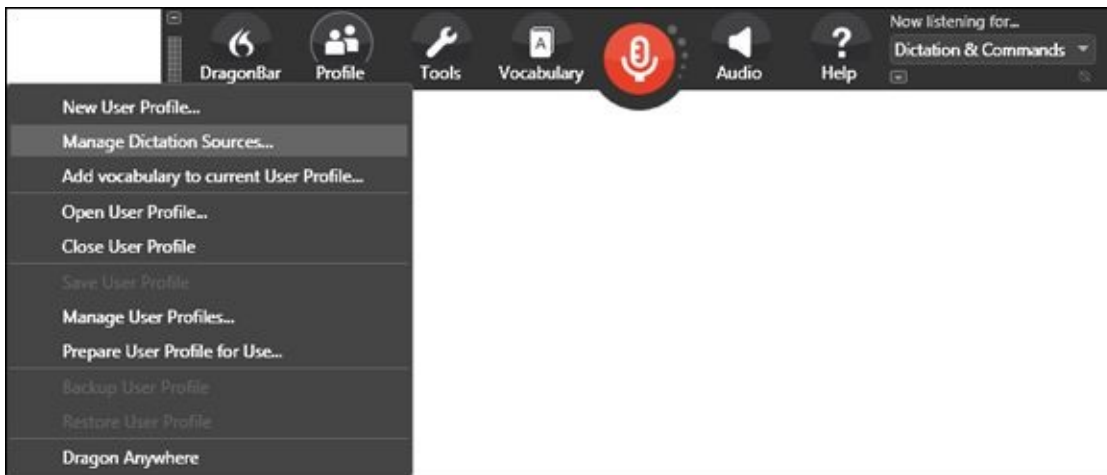 DragonBar
Profile
Tools
Vocabulary
A
Audio
?
Help
Now listening for...
Dictation & Commands
New User Profile...
Manage Dictation Sources...
Add vocabulary to current User Profile...
Open User Profile...
Close User Profile
Save User Profile
Manage User Profiles...
Prepare User Profile for Use...
Backup User Profile
Restore User Profile
Dragon Anywhere